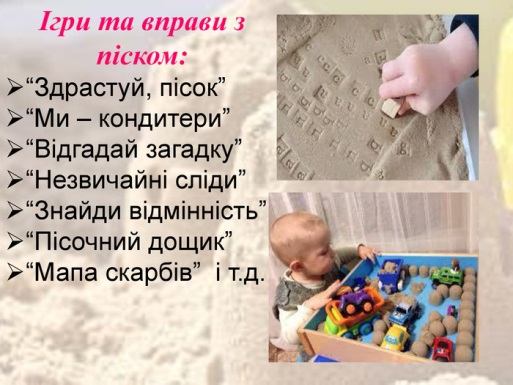 Ігри та вправи з
піском:
➢“Здрастуй, пісок”
➢“Ми – кондитери”
➢“Відгадай загадку”
➢“Незвичайні сліди”
➢“Знайди відмінність”
➢“Пісочний дощик”
➢“Мапа скарбів” і т.д.